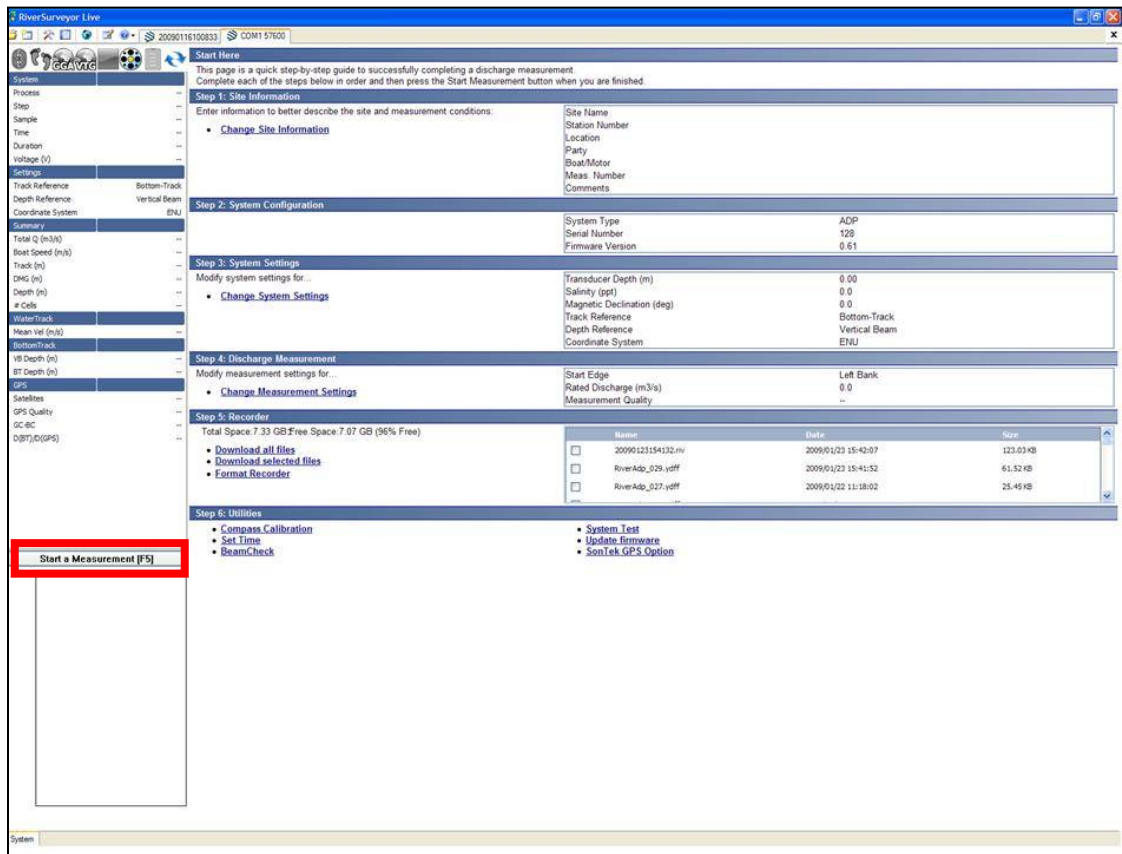 RiverSurveyor Live
20090116100833 COM1 57600
GGA VTG
System
Process --
Step --
Sample --
Time --
Duration --
Voltage (V) --
Settings
Track Reference Bottom-Track
Depth Reference Vertical Beam
Coordinate System ENU
Summary
Total Q (m3/s) --
Boat Speed (m/s) --
Track (m) --
DMG (m) --
Depth (m) --
# Cells --
WaterTrack
Mean Vel (m/s) --
BottomTrack
VB Depth (m) --
BT Depth (m) --
GPS
Satellites --
GPS Quality --
GC-BC --
D(BT)/D(GPS) --
Start a Measurement [F5]
Start Here
This page is a quick step-by-step guide to successfully completing a discharge measurement.
Complete each of the steps below in order and then press the Start Measurement button when you are finished.
Step 1: Site Information
Enter information to better describe the site and measurement conditions:
• Change Site Information
Site Name
Station Number
Location
Party
Boat/Motor
Meas. Number
Comments
Step 2: System Configuration
System Type ADP
Serial Number 128
Firmware Version 0.61
Step 3: System Settings
Modify system settings for...
• Change System Settings
Transducer Depth (m) 0.00
Salinity (ppt) 0.0
Magnetic Declination (deg) 0.0
Track Reference Bottom-Track
Depth Reference Vertical Beam
Coordinate System ENU
Step 4: Discharge Measurement
Modify measurement settings for...
• Change Measurement Settings
Start Edge Left Bank
Rated Discharge (m3/s) 0.0
Measurement Quality --
Step 5: Recorder
Total Space:7.33 GB Free Space:7.07 GB (96% Free)
• Download all files
• Download selected files
• Format Recorder
Name Date Size
20090123154132.riv 2009/01/23 15:42:07 123.03 KB
RiverAdp_029.ydff 2009/01/23 15:41:52 61.52 KB
RiverAdp_027.ydff 2009/01/22 11:18:02 25.45 KB
Step 6: Utilities
• Compass Calibration
• Set Time
• BeamCheck
• System Test
• Update firmware
• SonTek GPS Option
System